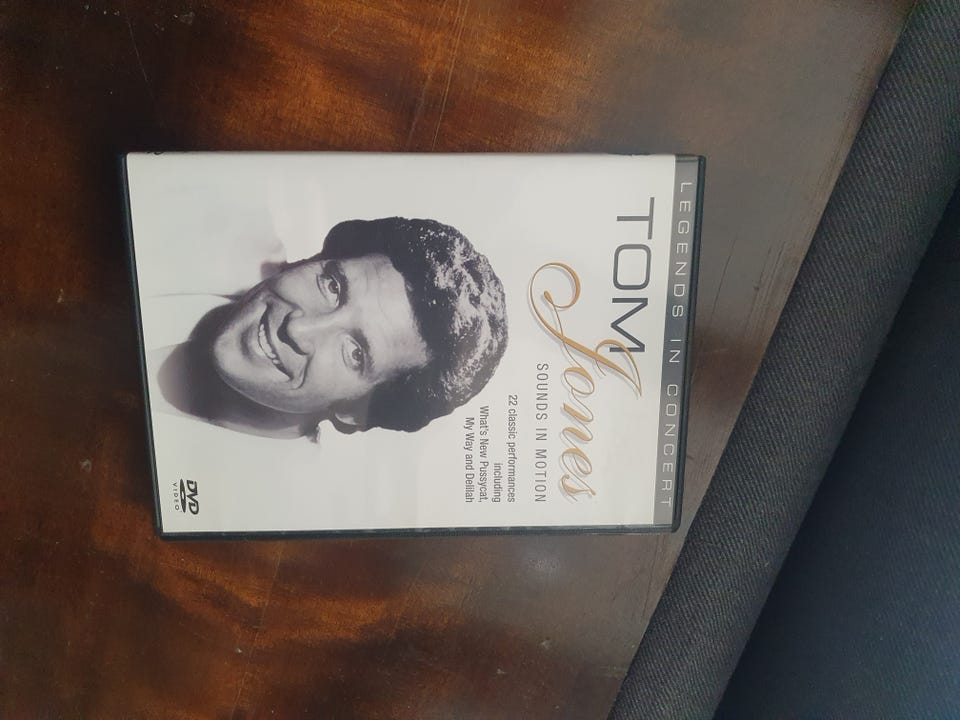 LEGENDS IN CONCERT
TOM
Jones
SOUNDS IN MOTION
22 classic performances
including
What's New Pussycat,
My Way and Delilah
DVD
VIDEO